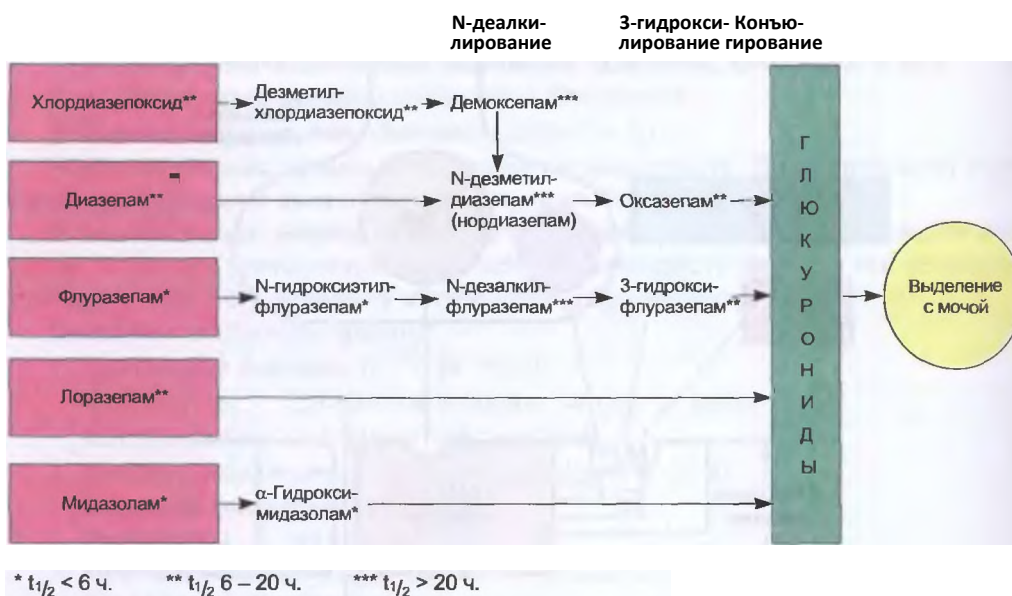 N-деалки-
лирование
3-гидрокси- Конъю-
лирование гирование
Хлордиазепоксид**
Дезметил-
хлордиазепоксид**
Демоксепам***
Диазепам**
N-дезметил-
диазепам***
(нордиазепам)
Оксазепам**
Флуразепам*
N-гидроксиэтил-
флуразепам*
N-дезалкил-
флуразепам***
3-гидрокси-
флуразепам**
Лоразепам**
Мидазолам*
α-Гидрокси-
мидазолам*
Г
Л
Ю
К
У
Р
О
Н
И
Д
Ы
Выделение
с мочой
* t1/2 < 6 ч. ** t1/2 6 – 20 ч. *** t1/2 > 20 ч.